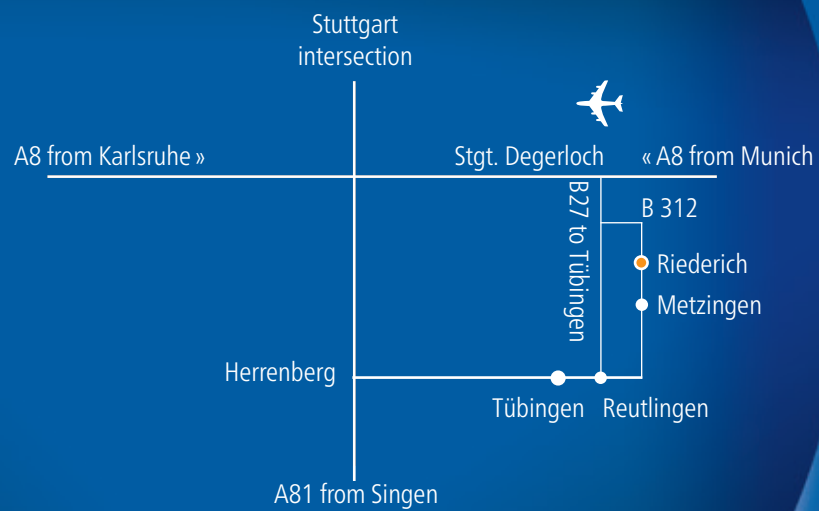 Stuttgart
intersection
A8 from Karlsruhe »
Stgt. Degerloch
« A8 from Munich
B27 to Tübingen
B 312
Riederich
Metzingen
Herrenberg
Tübingen
Reutlingen
A81 from Singen